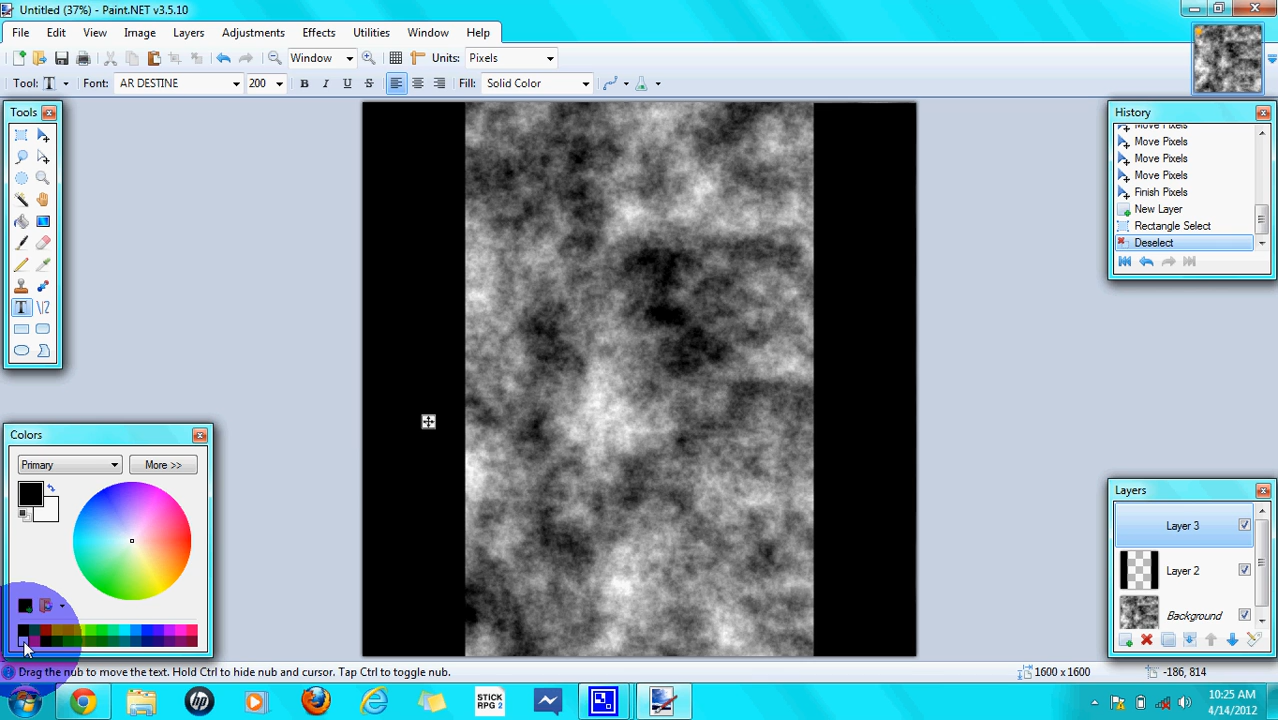 Untitled (37%) - Paint.NET v3.5.10
File Edit View Image Layers Adjustments Effects Utilities Window Help
Window Units: Pixels
Tool: T Font: AR DESTINE 200 B I U S Fill: Solid Color
Tools
T
History
Move Pixels
Move Pixels
Move Pixels
Move Pixels
Finish Pixels
New Layer
Rectangle Select
Deselect
Colors
Primary More >>
Layers
Layer 3
Layer 2
Background
Drag the nub to move the text. Hold Ctrl to hide nub and cursor. Tap Ctrl to toggle nub. 1600 x 1600 -186, 814
hp STICK RPG 2
10:25 AM
4/14/2012